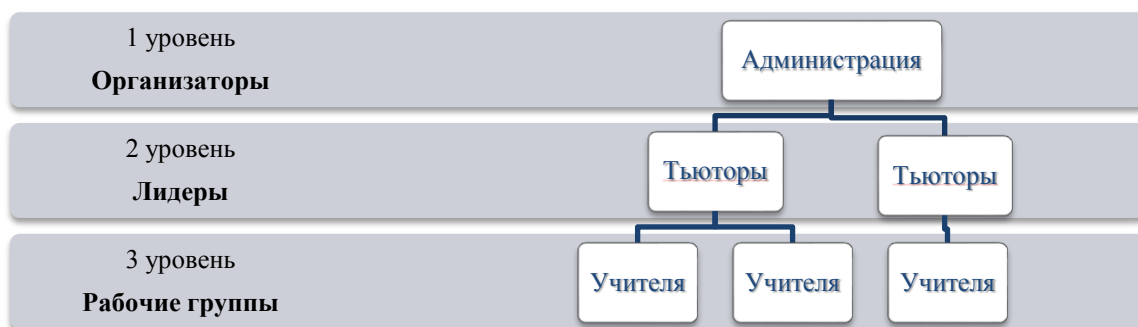 1 уровень
Организаторы
Администрация
2 уровень
Лидеры
Тьюторы
Тьюторы
3 уровень
Рабочие группы
Учителя
Учителя
Учителя